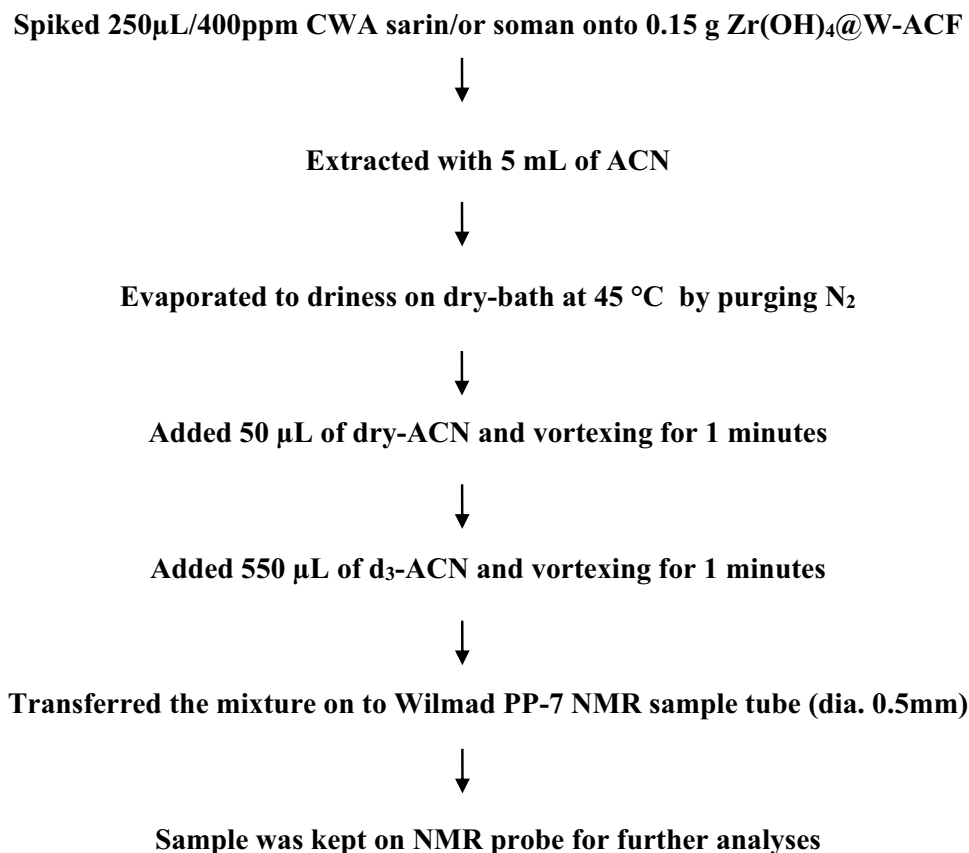 Spiked 250µL/400ppm CWA sarin/or soman onto 0.15 g Zr(OH)₄@W-ACF
Extracted with 5 mL of ACN
Evaporated to driness on dry-bath at 45 °C by purging N₂
Added 50 µL of dry-ACN and vortexing for 1 minutes
Added 550 µL of d₃-ACN and vortexing for 1 minutes
Transferred the mixture on to Wilmad PP-7 NMR sample tube (dia. 0.5mm)
Sample was kept on NMR probe for further analyses